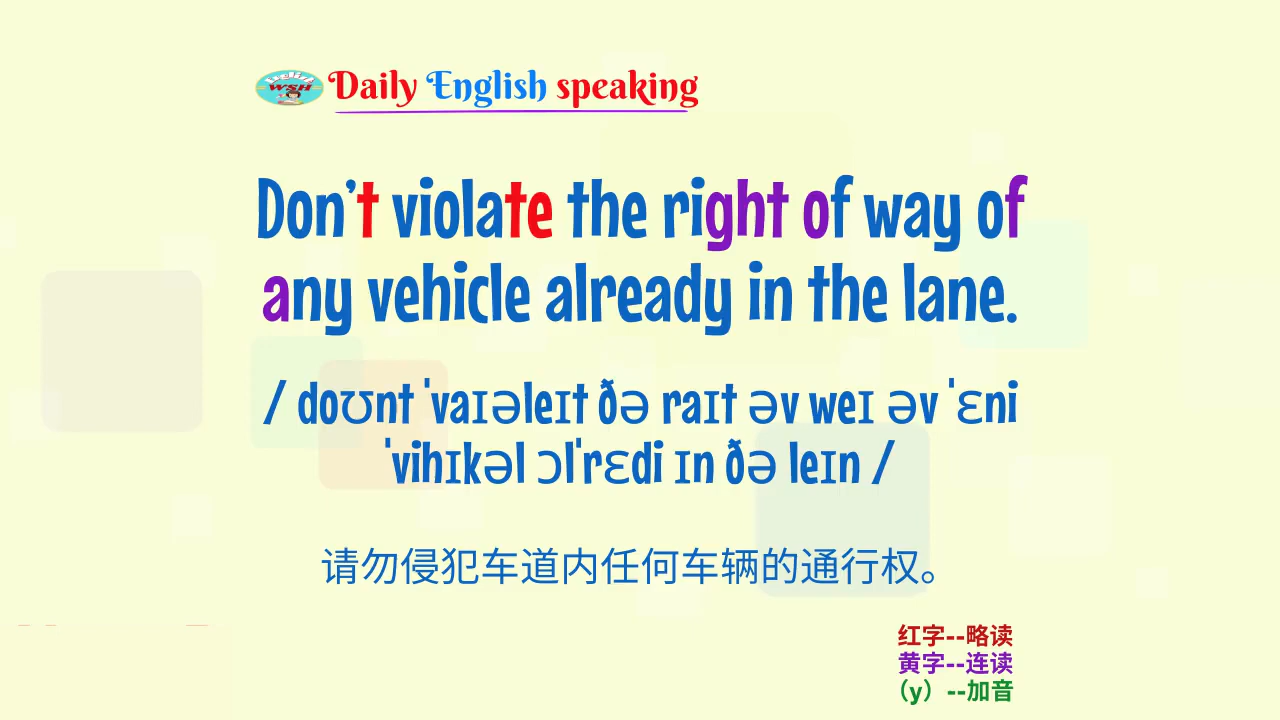 WSH
Daily English speaking
Don't violate the right of way of
any vehicle already in the lane.
/ doʊnt ˈvaɪəleɪt ðə raɪt əv weɪ əv ˈɛni
ˈvihɪkəl ɔlˈrɛdi ɪn ðə leɪn /
请勿侵犯车道内任何车辆的通行权。
红字--略读
黄字--连读
（y）--加音